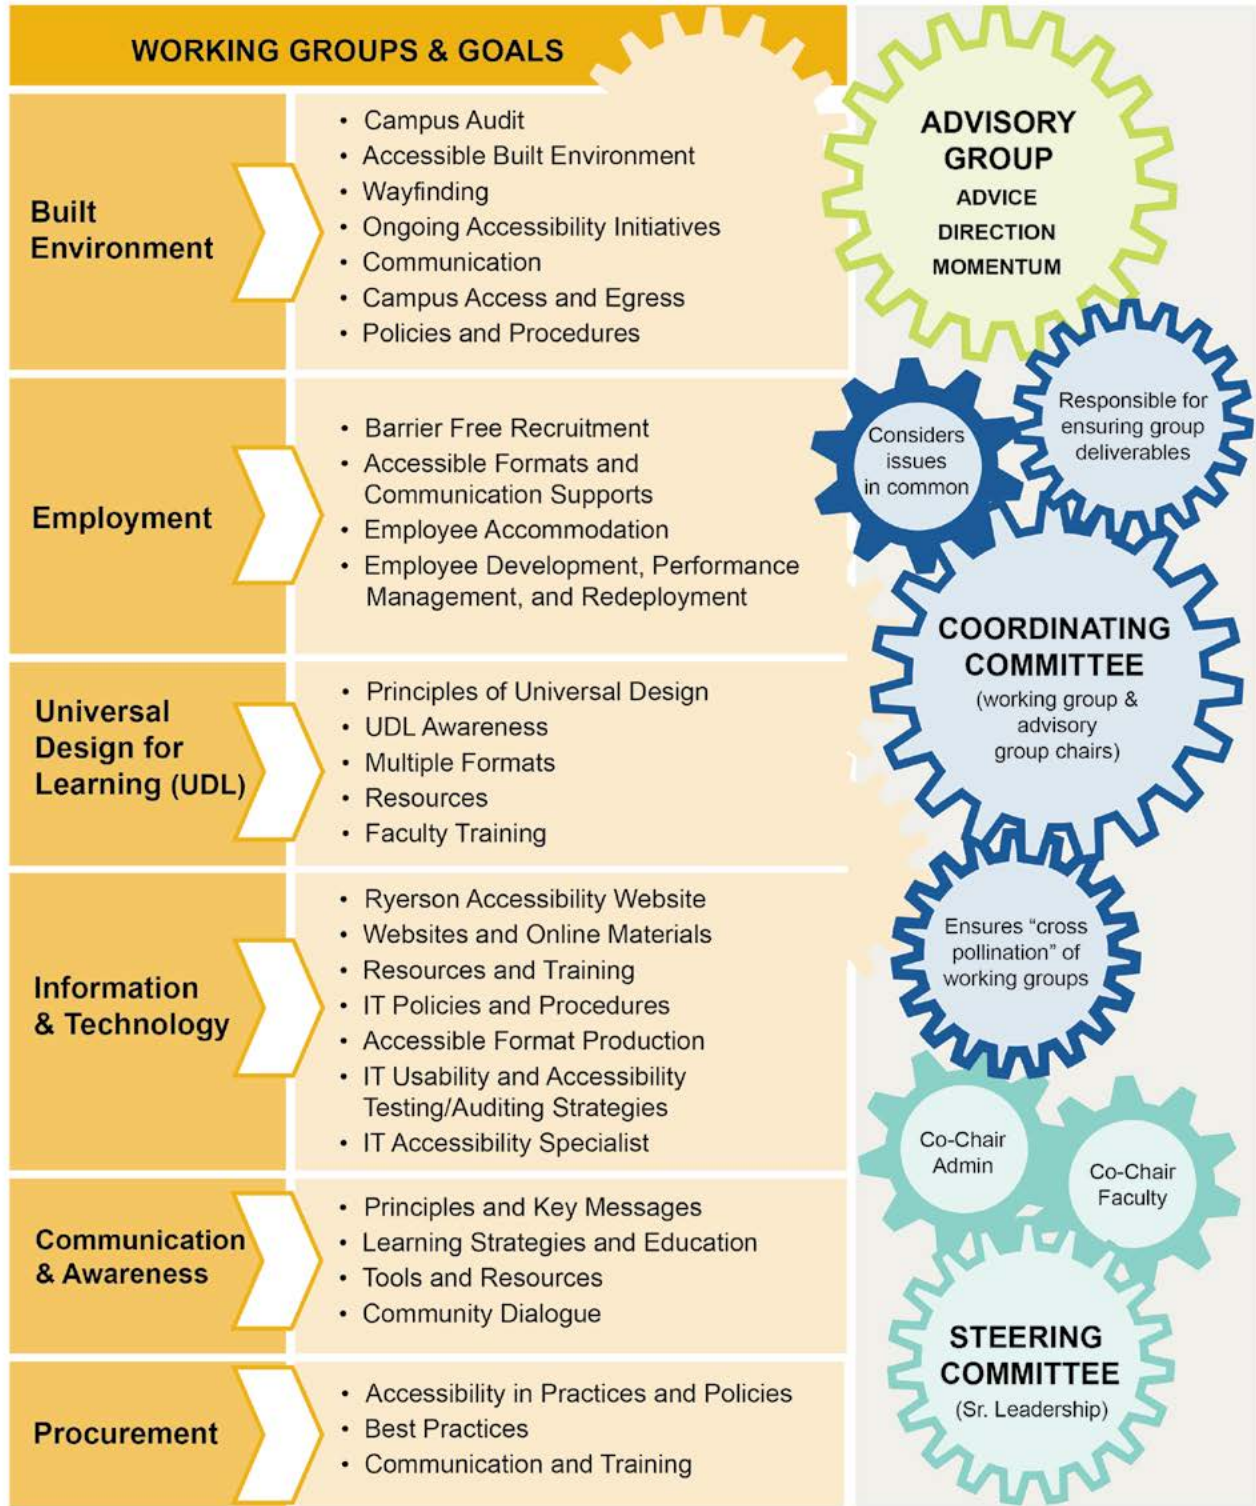 WORKING GROUPS & GOALS
Built
Environment
• Campus Audit
• Accessible Built Environment
• Wayfinding
• Ongoing Accessibility Initiatives
• Communication
• Campus Access and Egress
• Policies and Procedures
Employment
• Barrier Free Recruitment
• Accessible Formats and
Communication Supports
• Employee Accommodation
• Employee Development, Performance
Management, and Redeployment
Universal
Design for
Learning (UDL)
• Principles of Universal Design
• UDL Awareness
• Multiple Formats
• Resources
• Faculty Training
Information
& Technology
• Ryerson Accessibility Website
• Websites and Online Materials
• Resources and Training
• IT Policies and Procedures
• Accessible Format Production
• IT Usability and Accessibility
Testing/Auditing Strategies
• IT Accessibility Specialist
Communication
& Awareness
• Principles and Key Messages
• Learning Strategies and Education
• Tools and Resources
• Community Dialogue
Procurement
• Accessibility in Practices and Policies
• Best Practices
• Communication and Training
ADVISORY
GROUP
ADVICE
DIRECTION
MOMENTUM
Responsible for
ensuring group
deliverables
Considers
issues
in common
COORDINATING
COMMITTEE
(working group &
advisory
group chairs)
Ensures “cross
pollination” of
working groups
Co-Chair
Admin
Co-Chair
Faculty
STEERING
COMMITTEE
(Sr. Leadership)